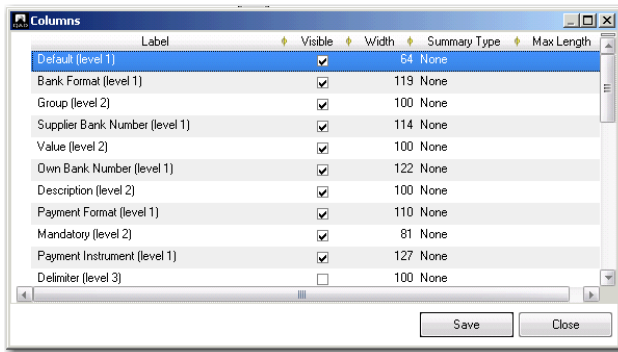 QAD Columns
Label Visible Width Summary Type Max Length
Default (level 1) 64 None
Bank Format (level 1) 119 None
Group (level 2) 100 None
Supplier Bank Number (level 1) 114 None
Value (level 2) 100 None
Own Bank Number (level 1) 122 None
Description (level 2) 100 None
Payment Format (level 1) 110 None
Mandatory (level 2) 81 None
Payment Instrument (level 1) 127 None
Delimiter (level 3) 100 None
Save Close